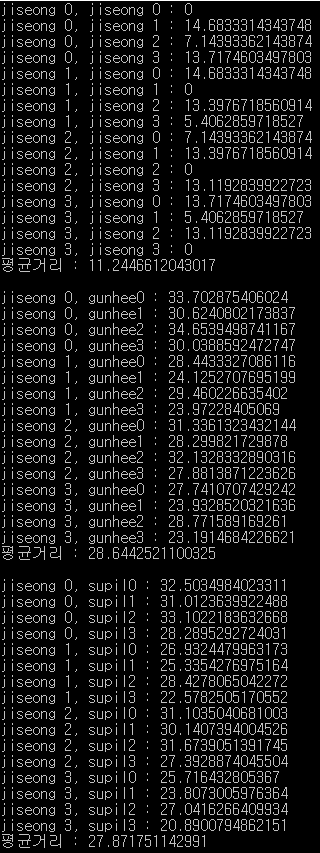 jiseong 0, jiseong 0 : 0
jiseong 0, jiseong 1 : 14.6833314343748
jiseong 0, jiseong 2 : 7.14393362143874
jiseong 0, jiseong 3 : 13.7174603497803
jiseong 1, jiseong 0 : 14.6833314343748
jiseong 1, jiseong 1 : 0
jiseong 1, jiseong 2 : 13.3976718560914
jiseong 1, jiseong 3 : 5.4062859718527
jiseong 2, jiseong 0 : 7.14393362143874
jiseong 2, jiseong 1 : 13.3976718560914
jiseong 2, jiseong 2 : 0
jiseong 2, jiseong 3 : 13.1192839922723
jiseong 3, jiseong 0 : 13.7174603497803
jiseong 3, jiseong 1 : 5.4062859718527
jiseong 3, jiseong 2 : 13.1192839922723
jiseong 3, jiseong 3 : 0
평균거리 : 11.2446612043017
jiseong 0, gunhee0 : 33.702875406024
jiseong 0, gunhee1 : 30.6240802173837
jiseong 0, gunhee2 : 34.6539498741167
jiseong 0, gunhee3 : 30.0388592472747
jiseong 1, gunhee0 : 28.4433327086116
jiseong 1, gunhee1 : 24.1252707695199
jiseong 1, gunhee2 : 29.460226635402
jiseong 1, gunhee3 : 23.97228405069
jiseong 2, gunhee0 : 31.3361323432144
jiseong 2, gunhee1 : 28.299821729878
jiseong 2, gunhee2 : 32.1328332690316
jiseong 2, gunhee3 : 27.8813871223626
jiseong 3, gunhee0 : 27.7410707429242
jiseong 3, gunhee1 : 23.9328520321636
jiseong 3, gunhee2 : 28.771589169261
jiseong 3, gunhee3 : 23.1914684226621
평균거리 : 28.6442521100325
jiseong 0, supil0 : 32.5034984023311
jiseong 0, supil1 : 31.0123639922488
jiseong 0, supil2 : 33.1022183632668
jiseong 0, supil3 : 28.2895292724031
jiseong 1, supil0 : 26.9324479963173
jiseong 1, supil1 : 25.3354276975164
jiseong 1, supil2 : 28.4278065042272
jiseong 1, supil3 : 22.5782505170552
jiseong 2, supil0 : 31.1035040681003
jiseong 2, supil1 : 30.1407394004526
jiseong 2, supil2 : 31.6739051391745
jiseong 2, supil3 : 27.3928874045504
jiseong 3, supil0 : 25.716432805367
jiseong 3, supil1 : 23.8073005976364
jiseong 3, supil2 : 27.0416266409934
jiseong 3, supil3 : 20.8900794862151
평균거리 : 27.871751142991